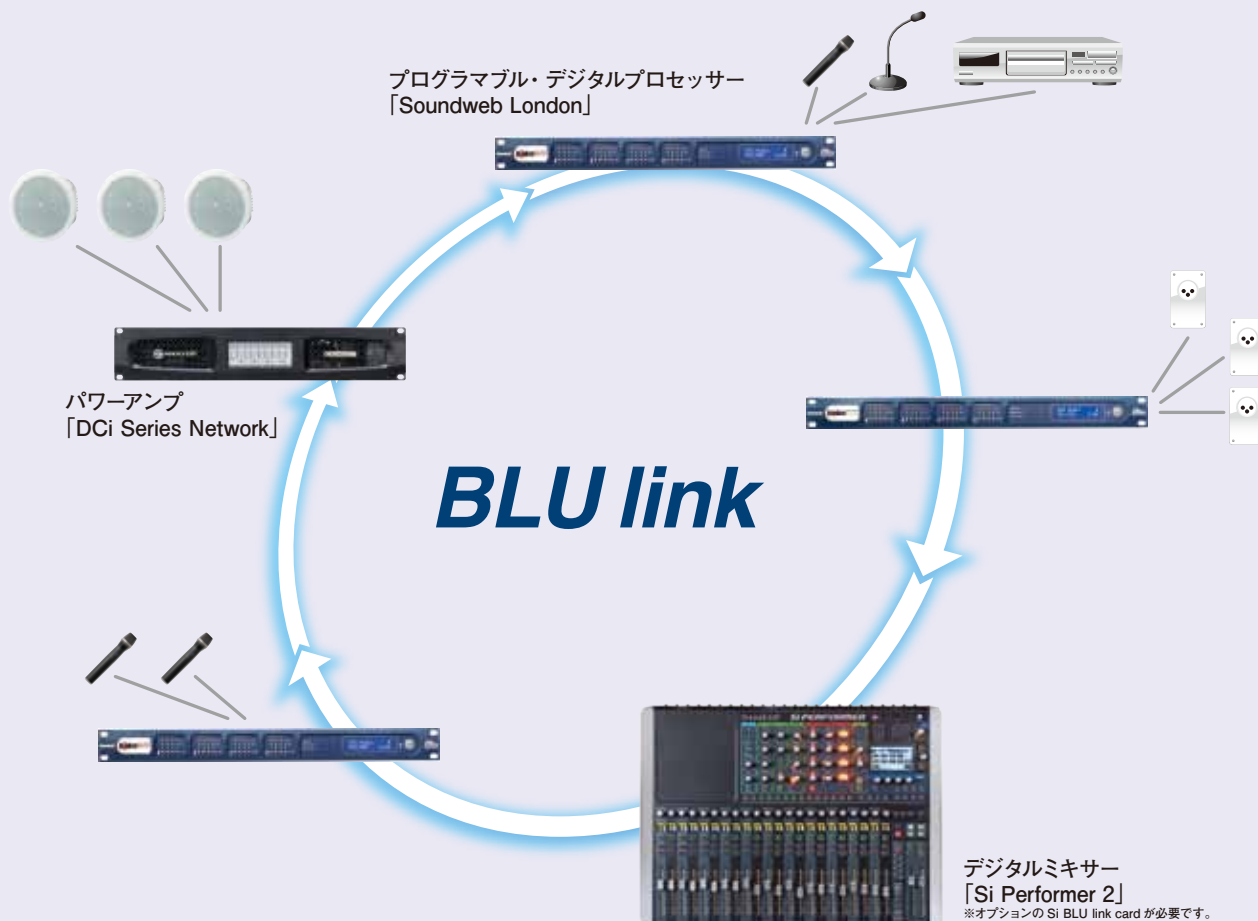 プログラマブル・デジタルプロセッサー
「Soundweb London」
パワーアンプ
「DCi Series Network」
BLU link
SI PERFORMER
デジタルミキサー
「Si Performer 2」
※オプションの Si BLU link card が必要です。